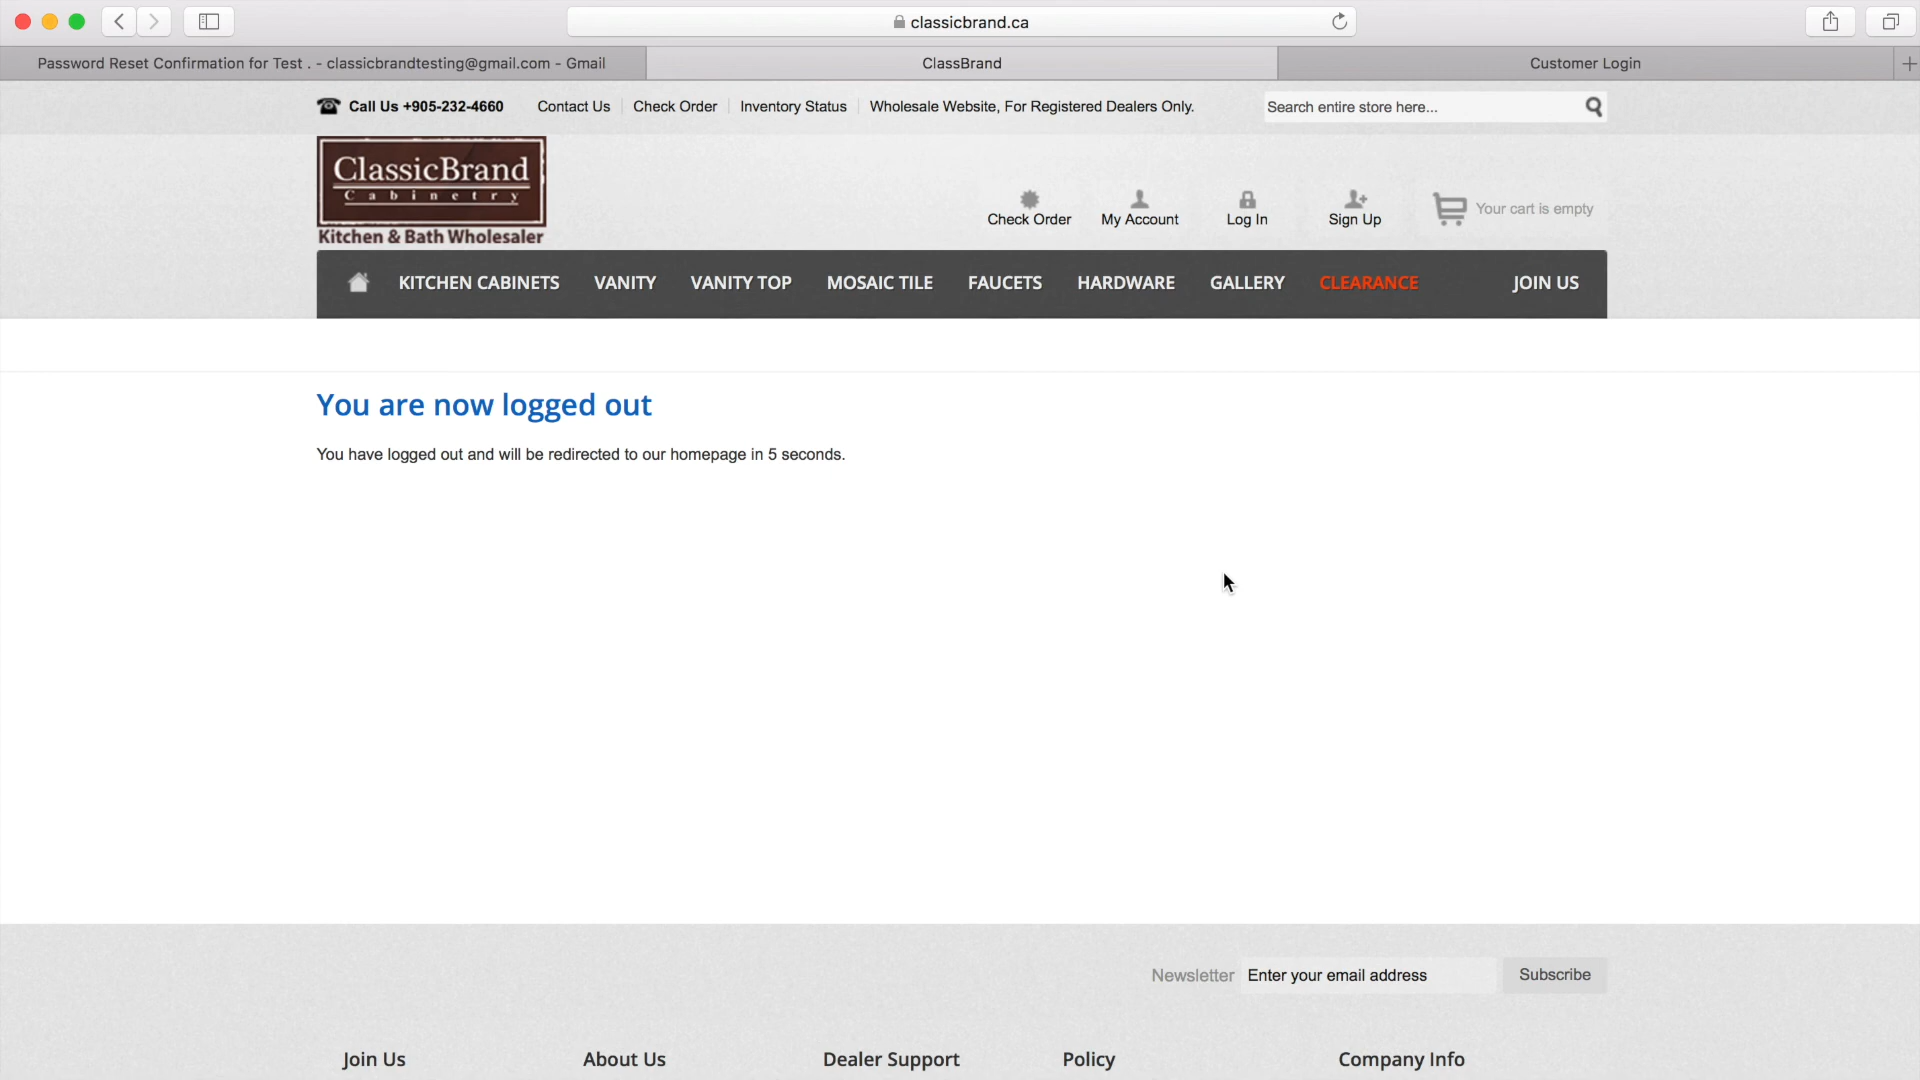 classicbrand.ca
Password Reset Confirmation for Test . - classicbrandtesting@gmail.com - Gmail
ClassBrand
Customer Login
Call Us +905-232-4660
Contact Us
Check Order
Inventory Status
Wholesale Website, For Registered Dealers Only.
Search entire store here...
ClassicBrand
Cabinetry
Kitchen & Bath Wholesaler
Check Order
My Account
Log In
Sign Up
Your cart is empty
KITCHEN CABINETS
VANITY
VANITY TOP
MOSAIC TILE
FAUCETS
HARDWARE
GALLERY
CLEARANCE
JOIN US
You are now logged out
You have logged out and will be redirected to our homepage in 5 seconds.
Newsletter
Enter your email address
Subscribe
Join Us
About Us
Dealer Support
Policy
Company Info